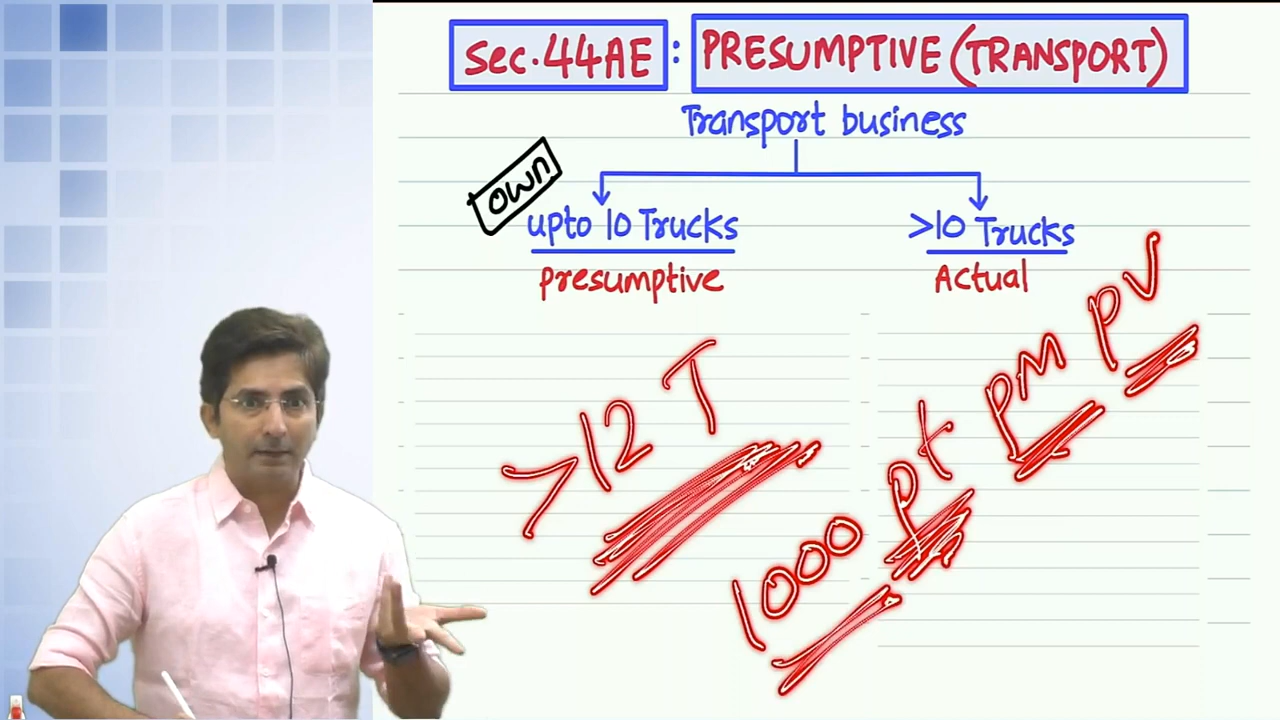 Sec.44AE : PRESUMPTIVE (TRANSPORT)
Transport business
own
upto 10 Trucks
Presumptive
>10 Trucks
Actual
>12 T
1000 pt pm pv